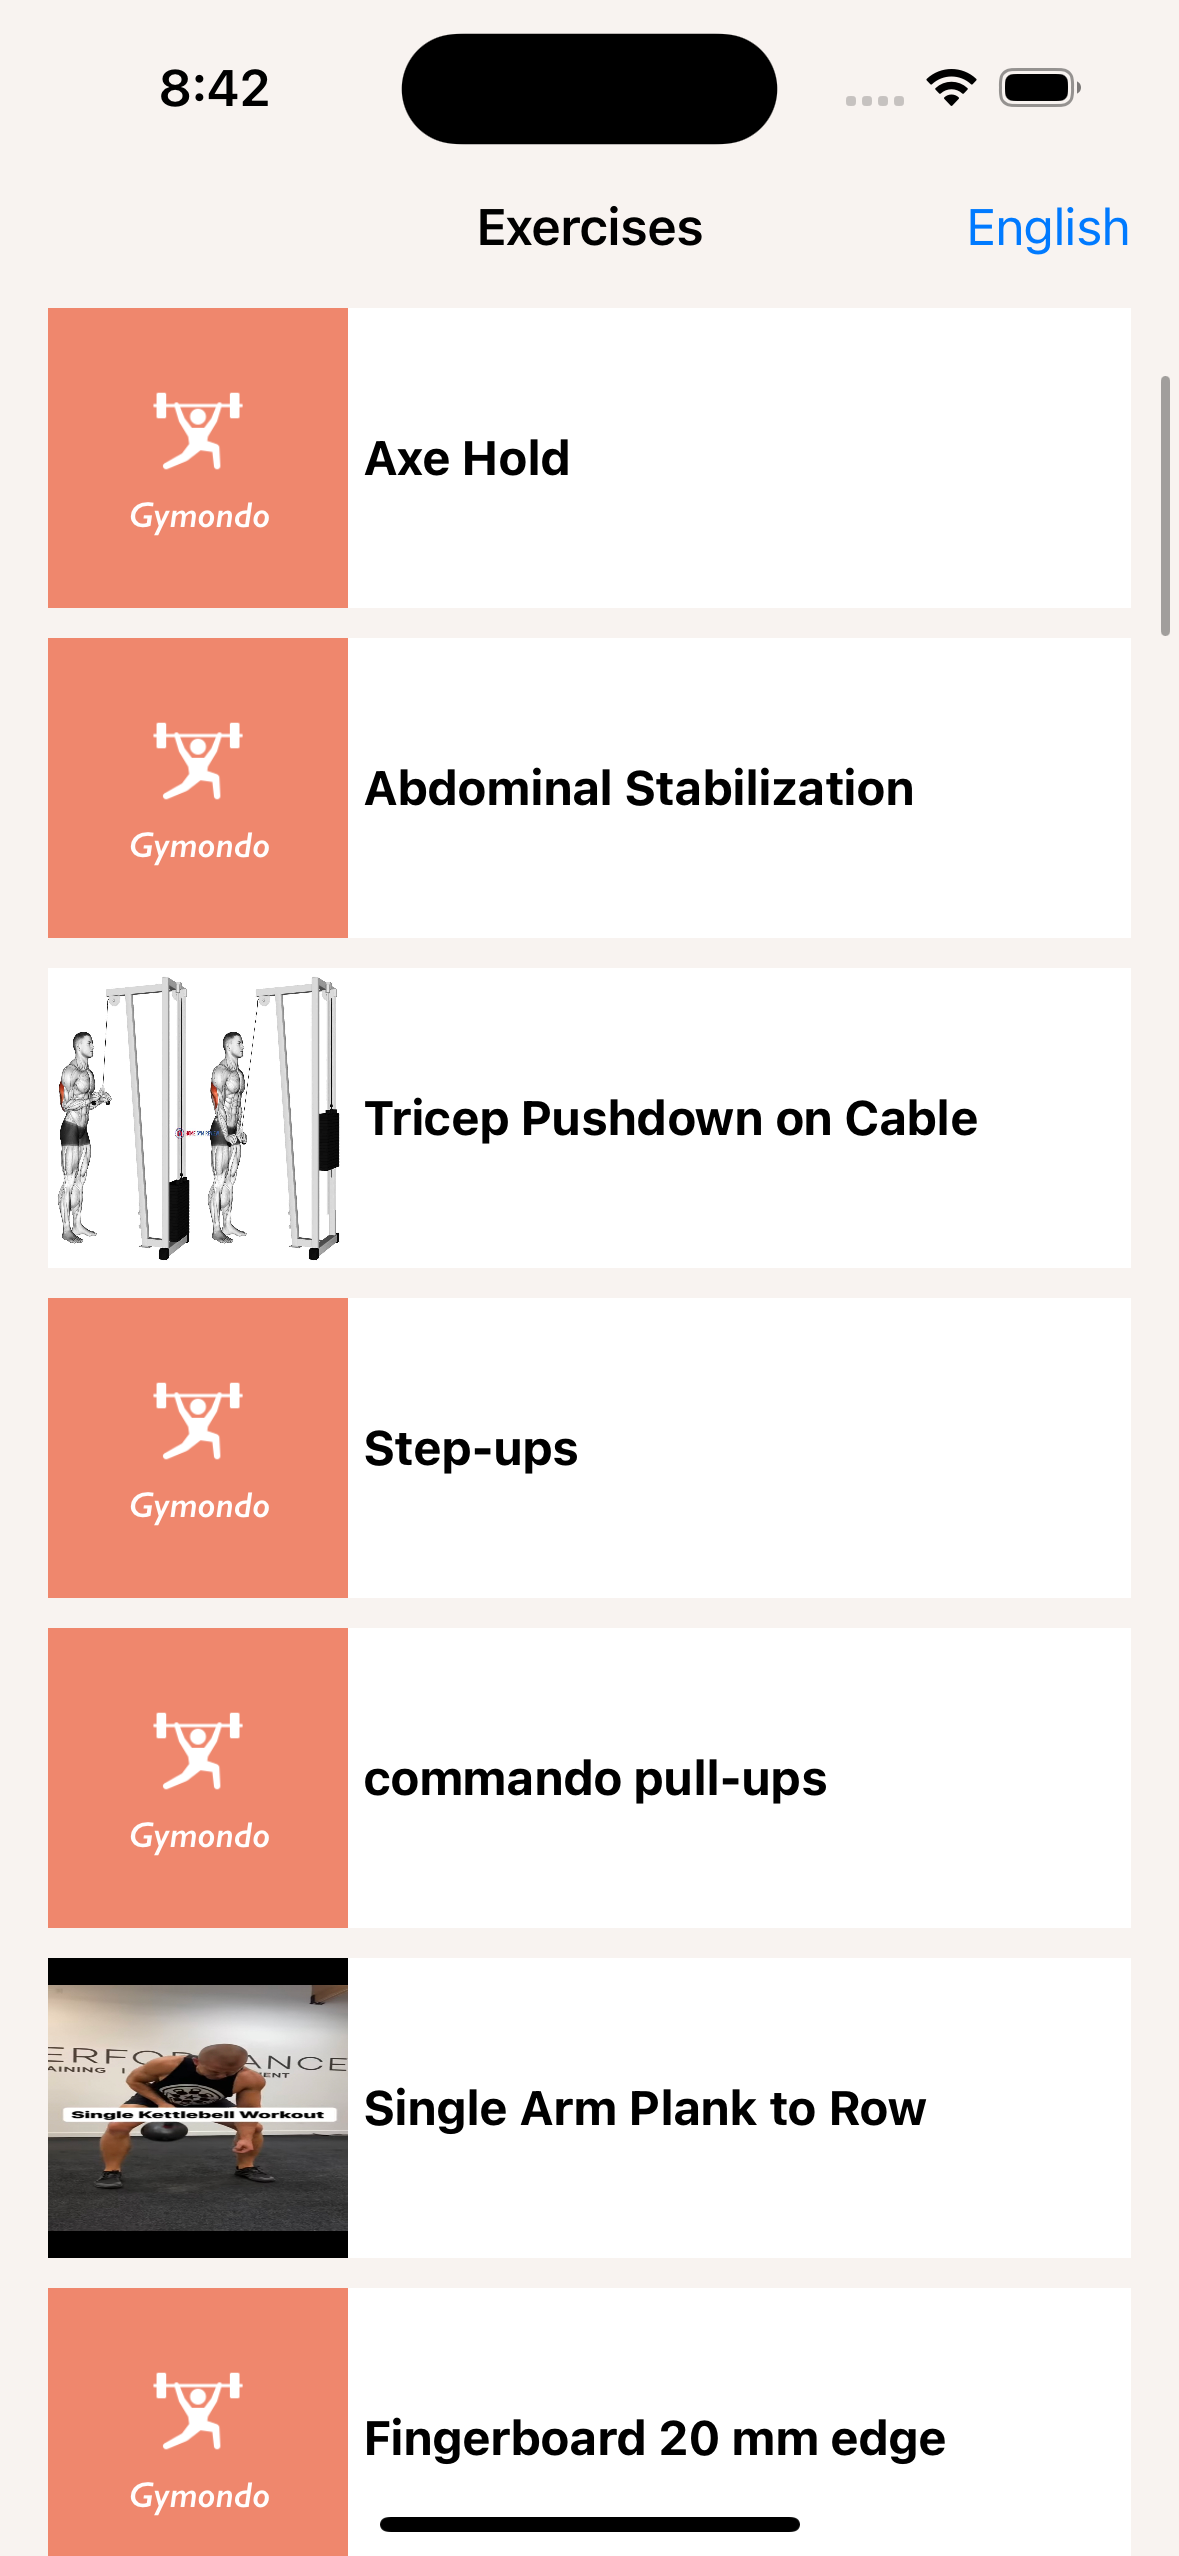 8:42
Exercises
English
Gymondo
Axe Hold
Gymondo
Abdominal Stabilization
Tricep Pushdown on Cable
Gymondo
Step-ups
Gymondo
commando pull-ups
Single Kettlebell Workout
Single Arm Plank to Row
Gymondo
Fingerboard 20 mm edge